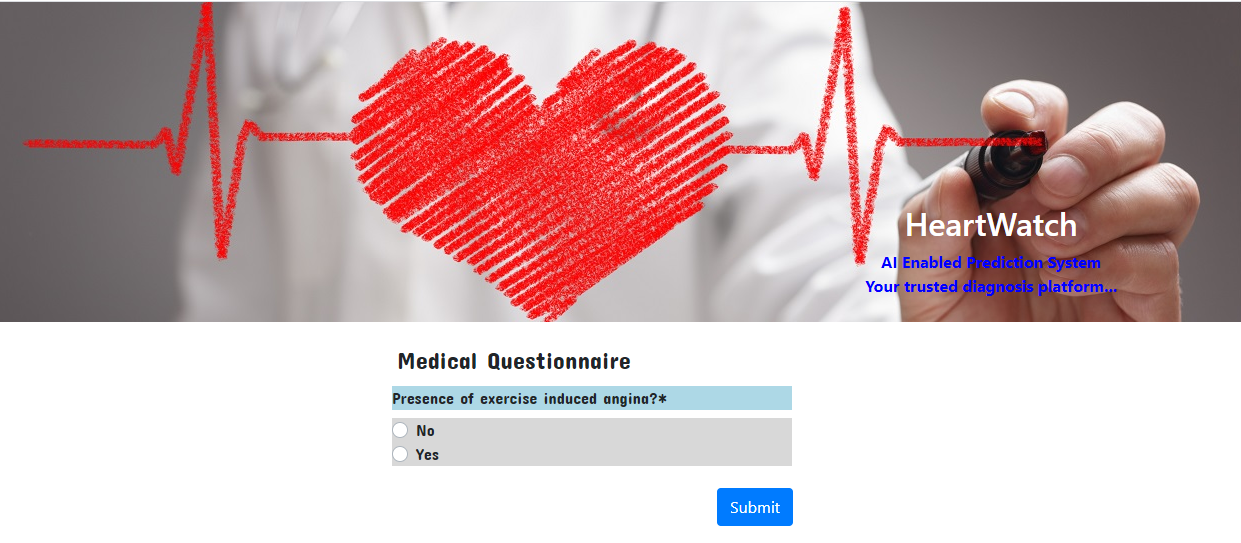 HeartWatch
AI Enabled Prediction System
Your trusted diagnosis platform...
Medical Questionnaire
Presence of exercise induced angina?*
No
Yes
Submit